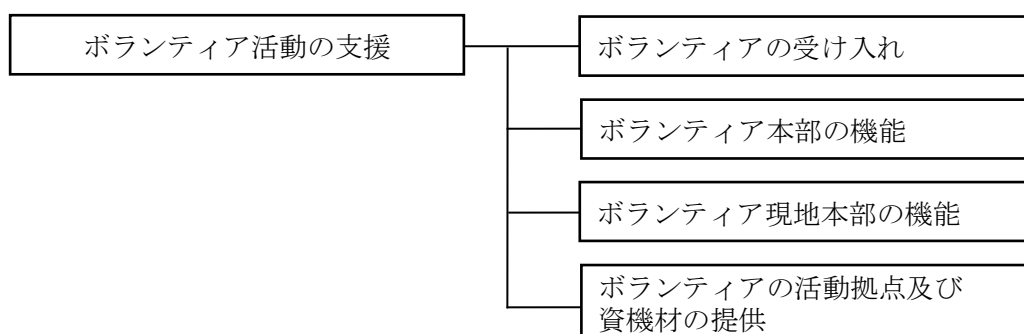 ボランティア活動の支援
ボランティアの受け入れ
ボランティア本部の機能
ボランティア現地本部の機能
ボランティアの活動拠点及び
資機材の提供